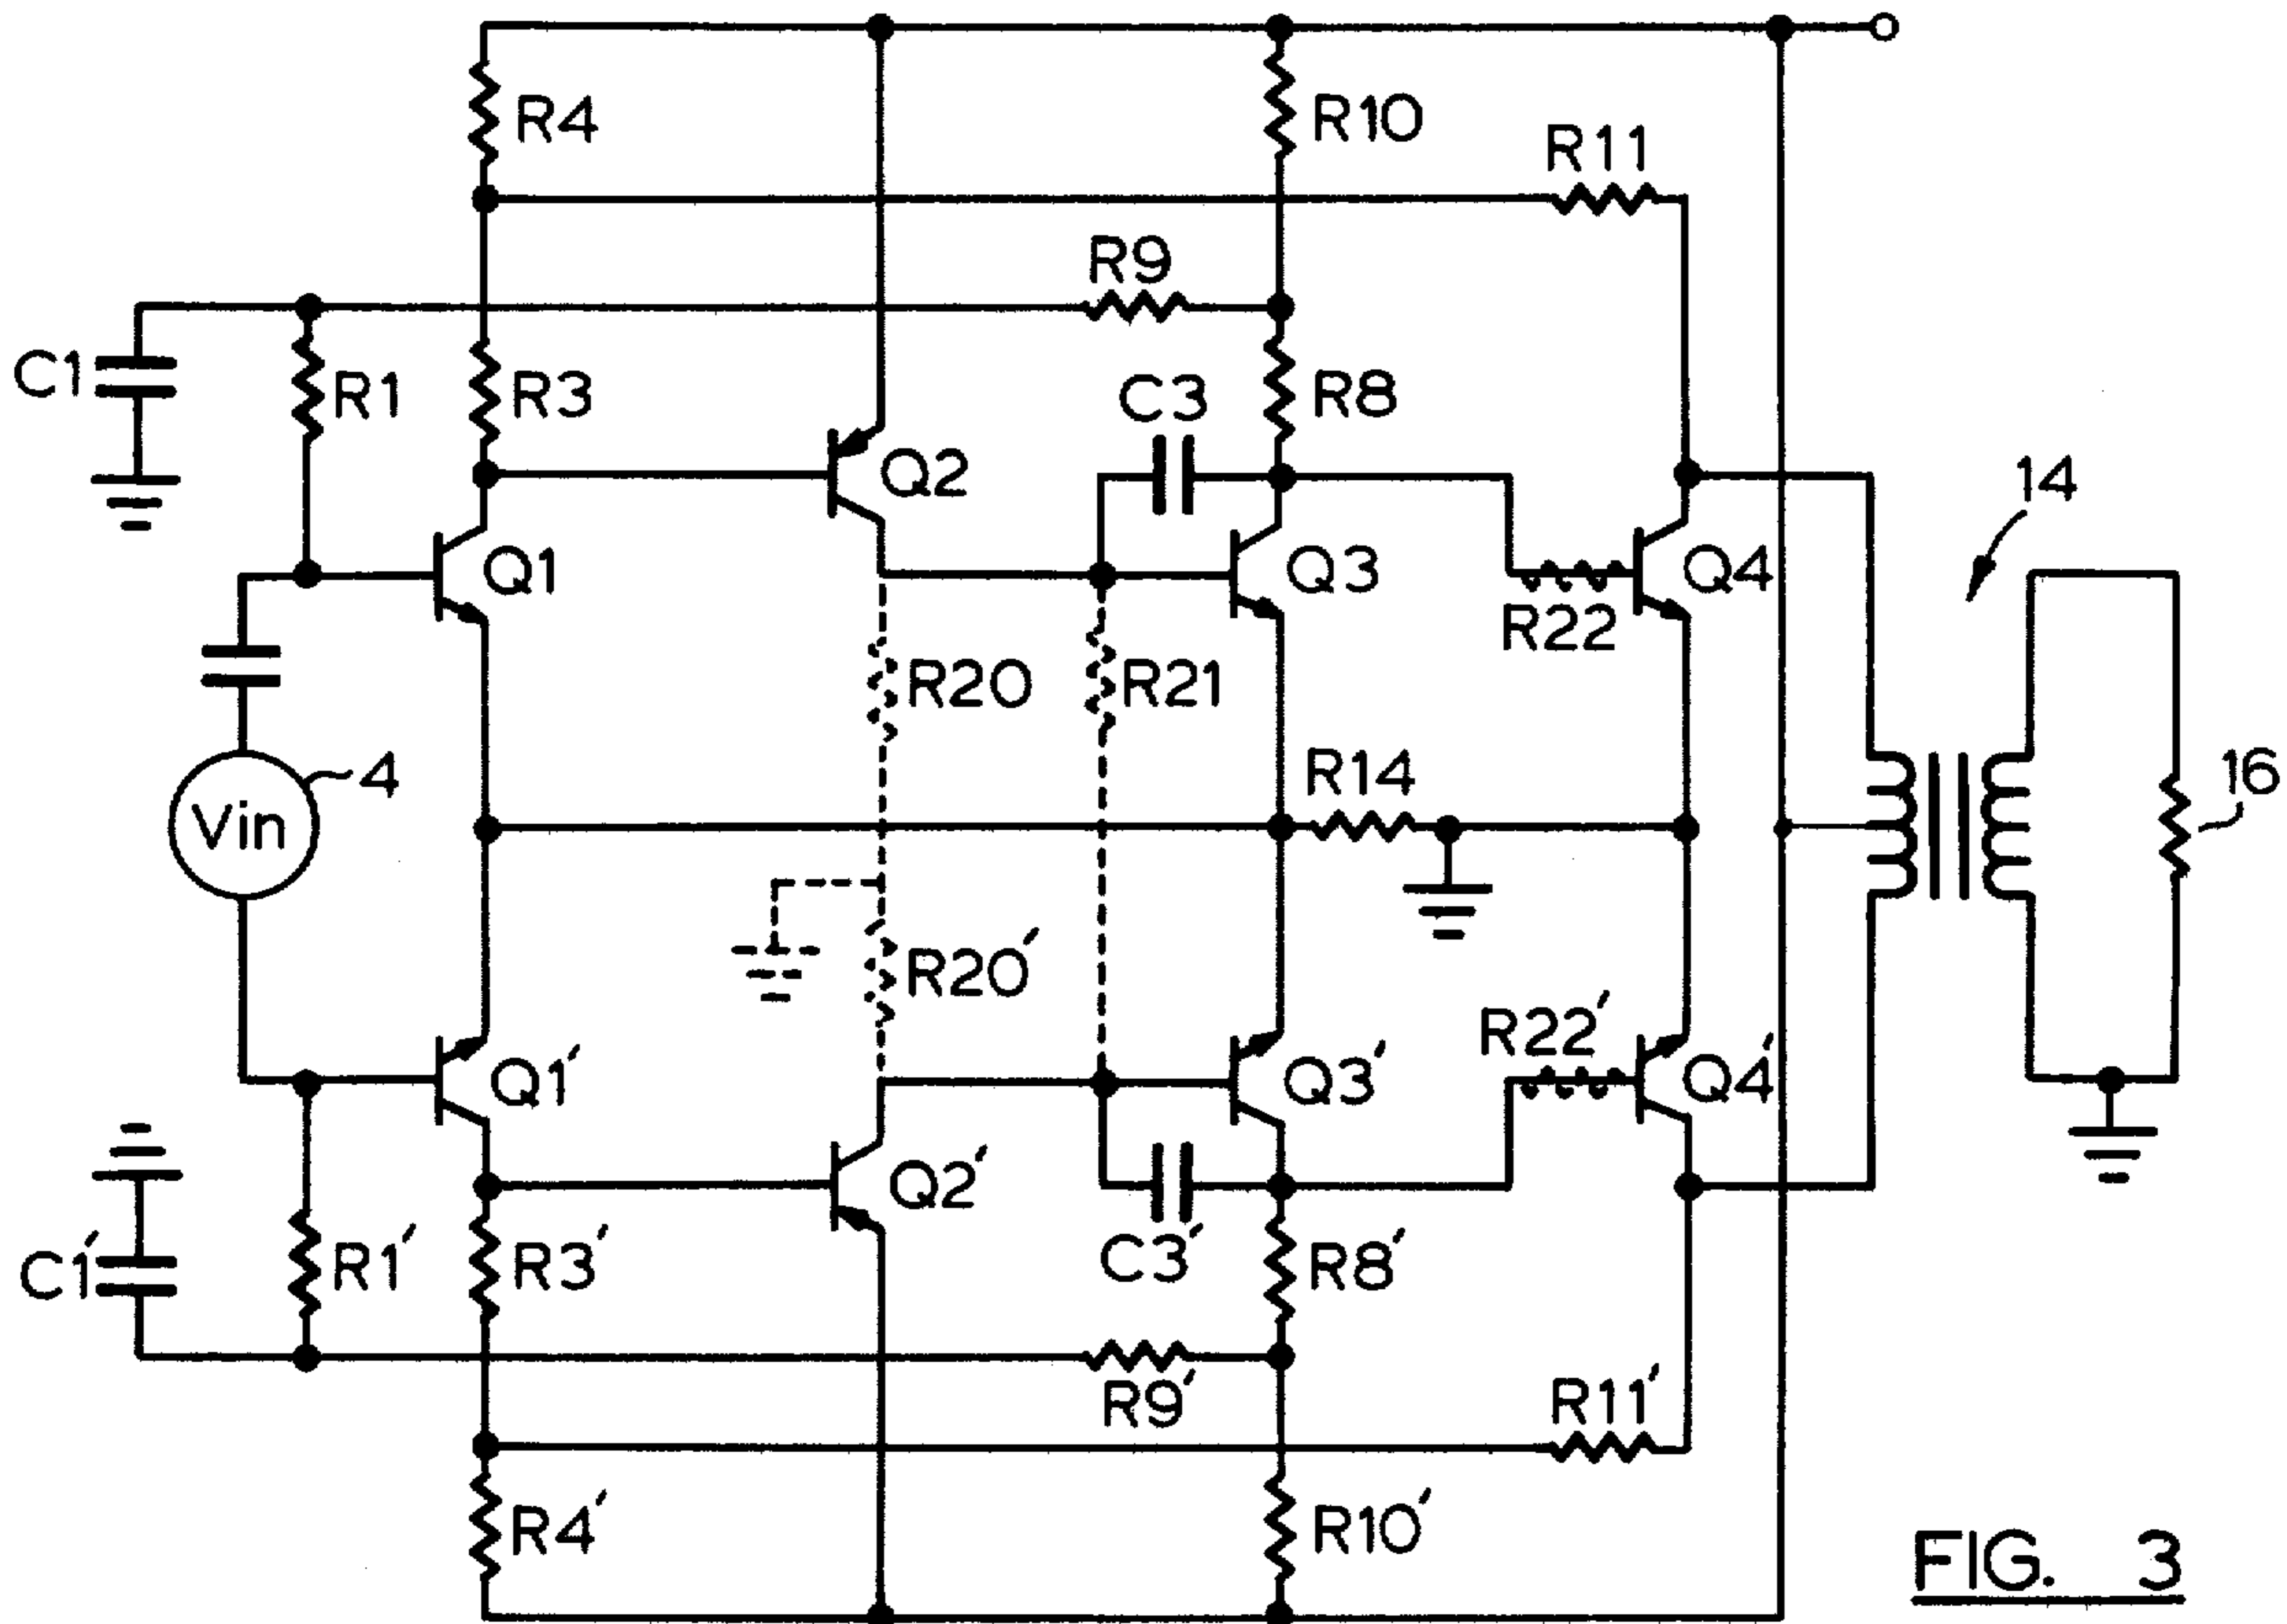 R4
R10
R11
R9
C1
R1
R3
C3
R8
Q2
14
Q1
Q3
Q4
R22
R20
R21
R14
4
Vin
16
R20'
R22'
Q1'
Q3'
Q4'
Q2'
C1'
R1'
R3'
C3'
R8'
R9'
R11'
R4'
R10'
FIG. 3